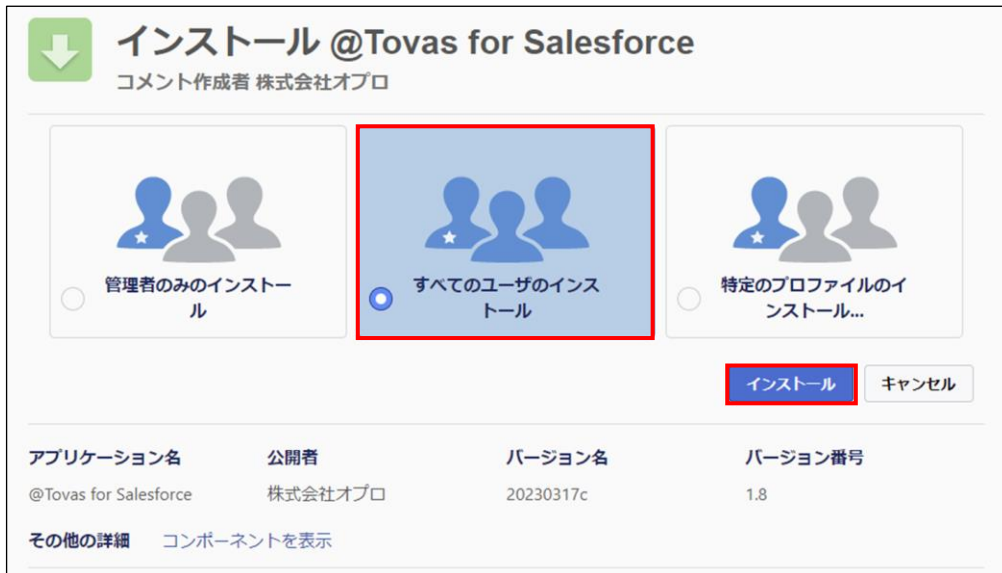 インストール @Tovas for Salesforce
コメント作成者 株式会社オプロ
管理者のみのインストー
ル
すべてのユーザのインス
トール
特定のプロファイルのイ
ンストール...
インストール キャンセル
アプリケーション名 公開者 バージョン名 バージョン番号
@Tovas for Salesforce 株式会社オプロ 20230317c 1.8
その他の詳細 コンポーネントを表示